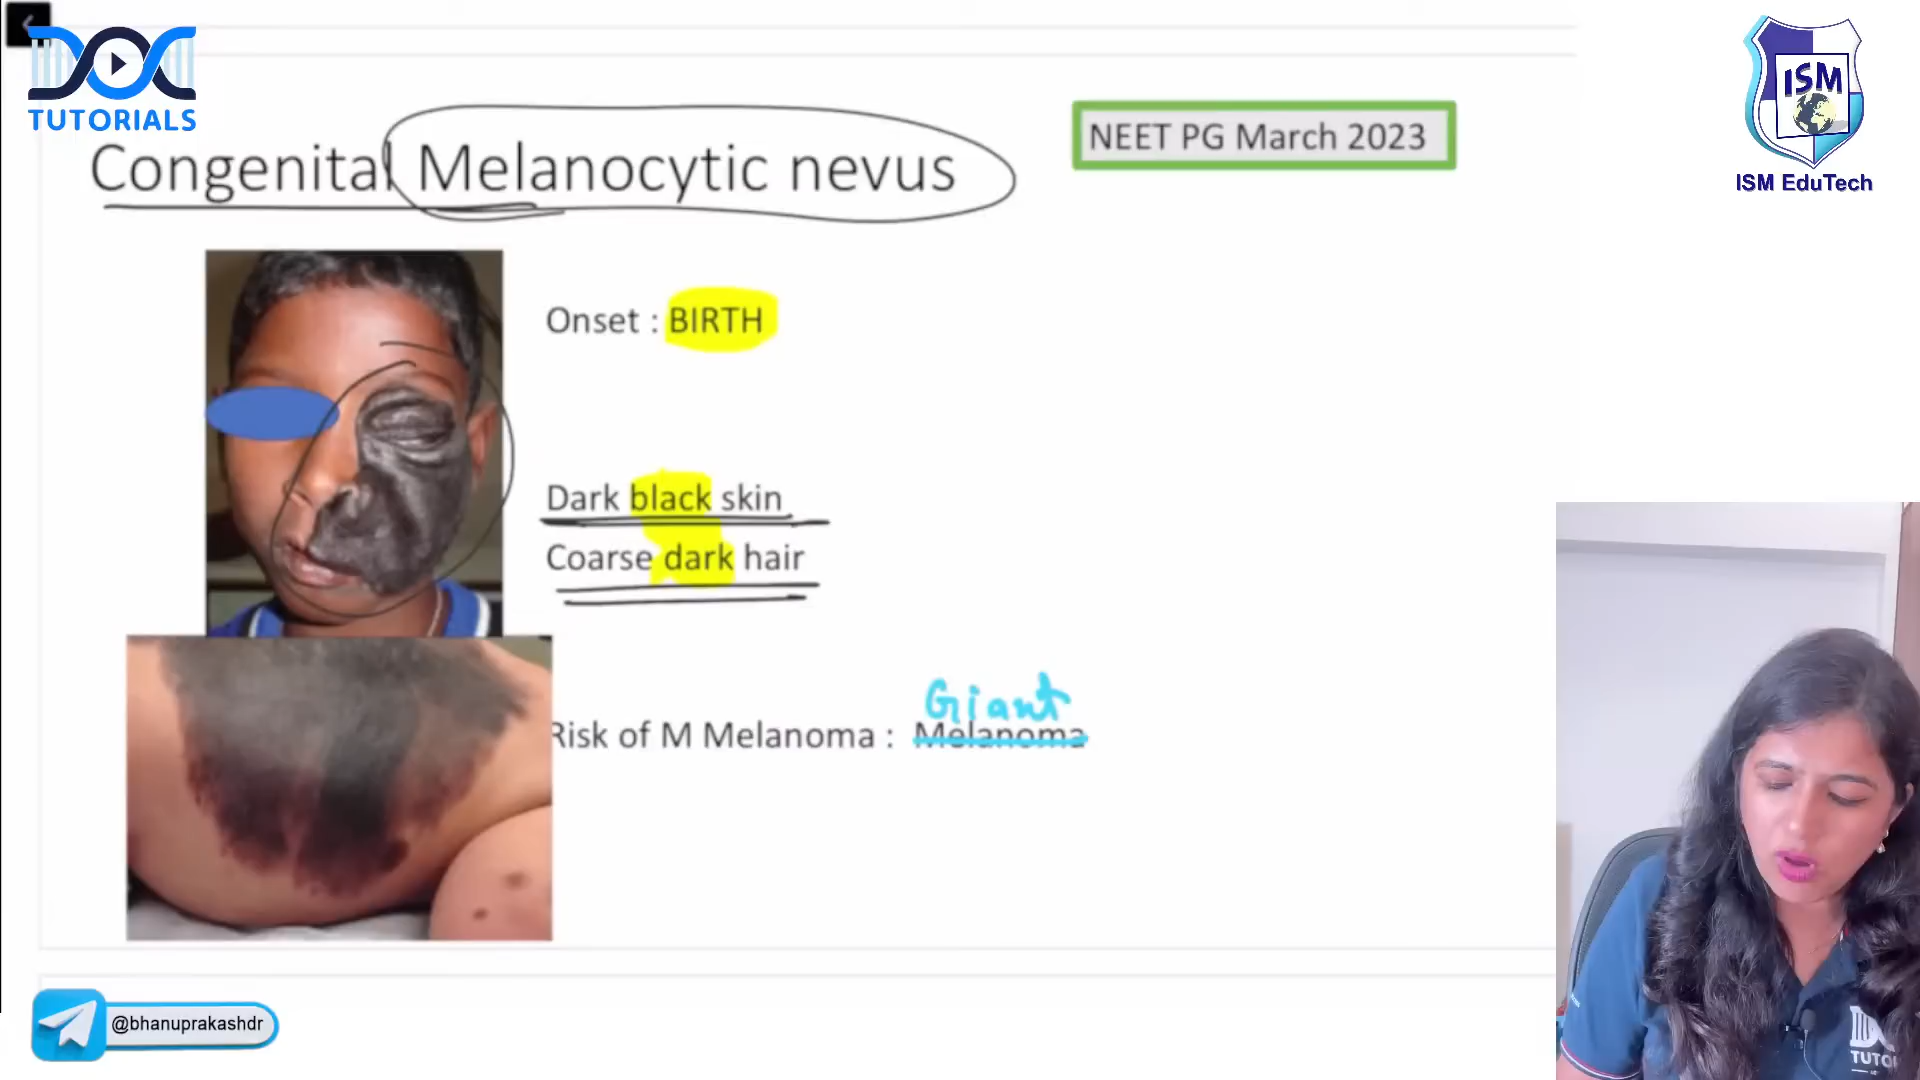 DOC
TUTORIALS
Congenital Melanocytic nevus
NEET PG March 2023
ISM
ISM EduTech
Onset : BIRTH
Dark black skin
Coarse dark hair
Giant
Risk of M Melanoma : Melanoma
@bhanuprakashdr